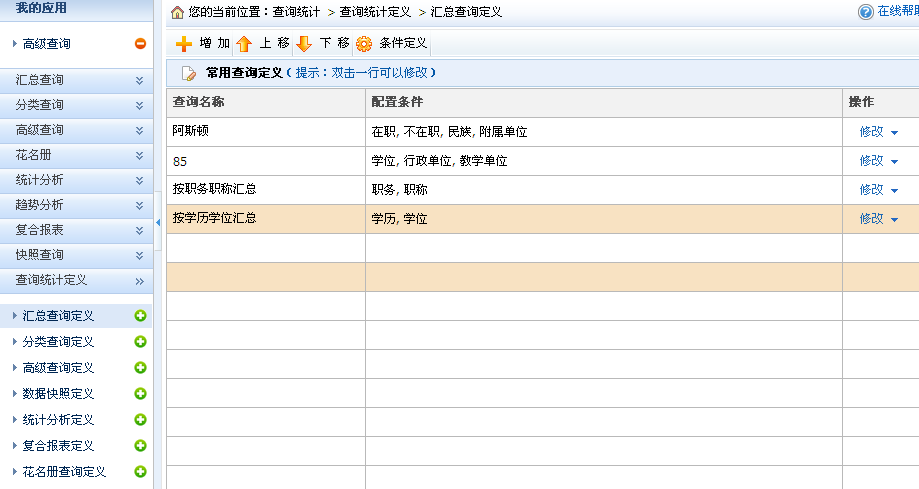 我的应用
高级查询
汇总查询
分类查询
高级查询
花名册
统计分析
趋势分析
复合报表
快照查询
查询统计定义
汇总查询定义
分类查询定义
高级查询定义
数据快照定义
统计分析定义
复合报表定义
花名册查询定义
您的当前位置：查询统计 > 查询统计定义 > 汇总查询定义
在线帮助
增 加 上 移 下 移 条件定义
常用查询定义（提示：双击一行可以修改）
查询名称 配置条件 操作
阿斯顿 在职, 不在职, 民族, 附属单位 修改
85 学位, 行政单位, 教学单位 修改
按职务职称汇总 职务, 职称 修改
按学历学位汇总 学历, 学位 修改